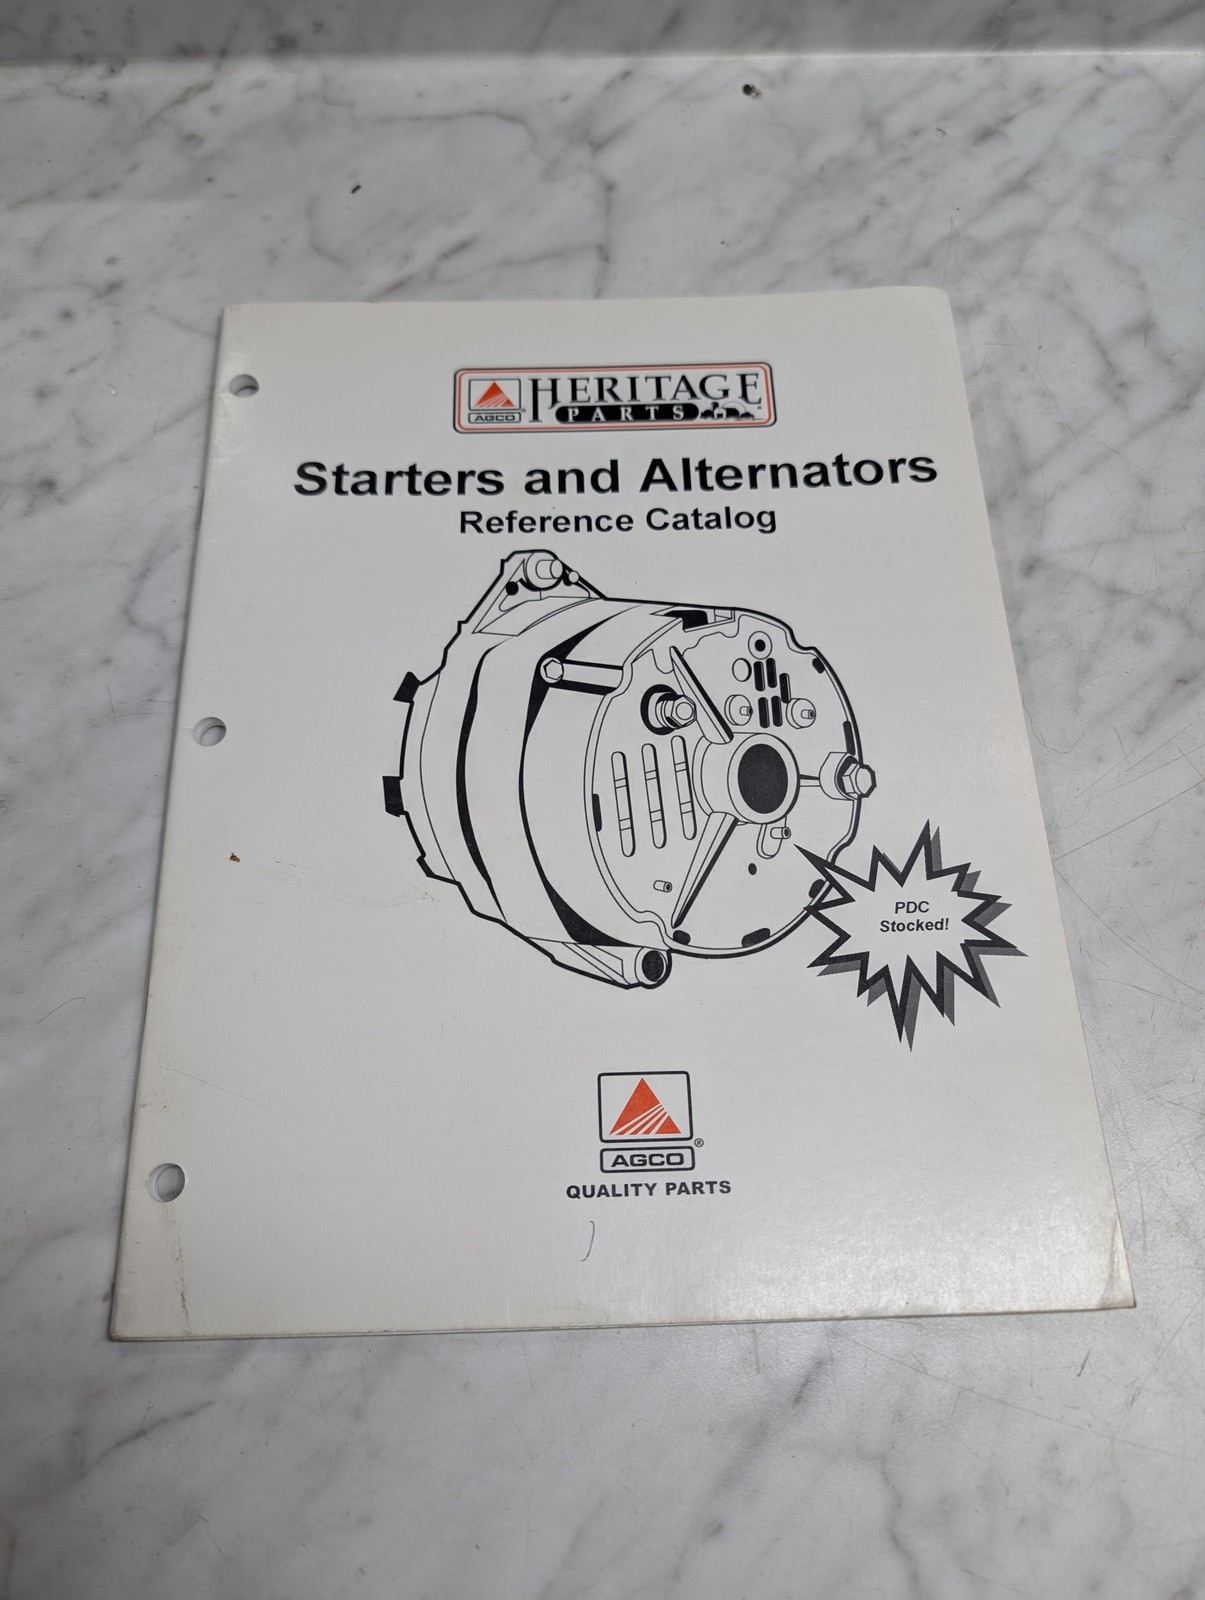 AGCO®
HERITAGE
PARTS
Starters and Alternators
Reference Catalog
PDC
Stocked!
AGCO®
QUALITY PARTS